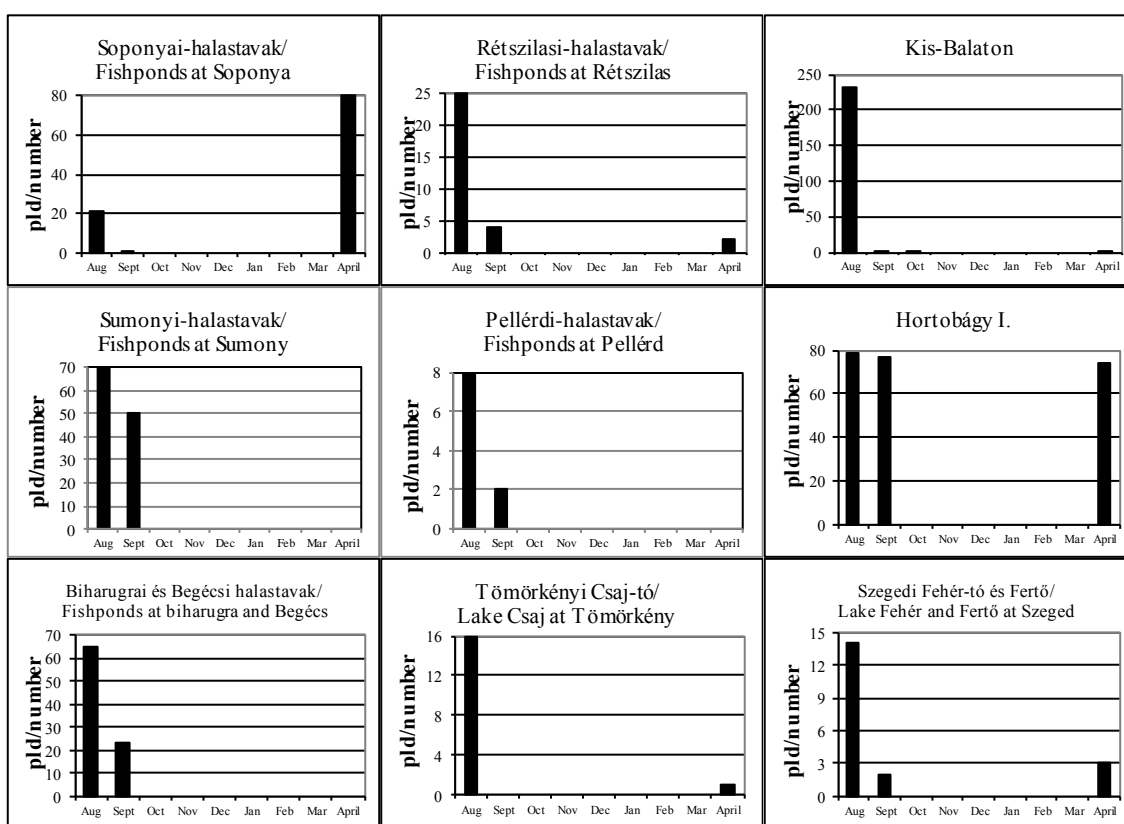 Soponyai-halastavak/
Fishponds at Soponya
pld/number
80
60
40
20
0
Aug Sept Oct Nov Dec Jan Feb Mar April
Rétszilasi-halastavak/
Fishponds at Rétszilas
pld/number
25
20
15
10
5
0
Aug Sept Oct Nov Dec Jan Feb Mar April
Kis-Balaton
pld/number
250
200
150
100
50
0
Aug Sept Oct Nov Dec Jan Feb Mar April
Sumonyi-halastavak/
Fishponds at Sumony
pld/number
70
60
50
40
30
20
10
0
Aug Sept Oct Nov Dec Jan Feb Mar April
Pellérdi-halastavak/
Fishponds at Pellérd
pld/number
8
6
4
2
0
Aug Sept Oct Nov Dec Jan Feb Mar April
Hortobágy I.
pld/number
80
60
40
20
0
Aug Sept Oct Nov Dec Jan Feb Mar April
Biharugrai és Begécsi halastavak/
Fishponds at biharugra and Begécs
pld/number
70
60
50
40
30
20
10
0
Aug Sept Oct Nov Dec Jan Feb Mar April
Tömörkényi Csaj-tó/
Lake Csaj at Tömörkény
pld/number
16
12
8
4
0
Aug Sept Oct Nov Dec Jan Feb Mar April
Szegedi Fehér-tó és Fertő/
Lake Fehér and Fertő at Szeged
pld/number
15
12
9
6
3
0
Aug Sept Oct Nov Dec Jan Feb Mar April